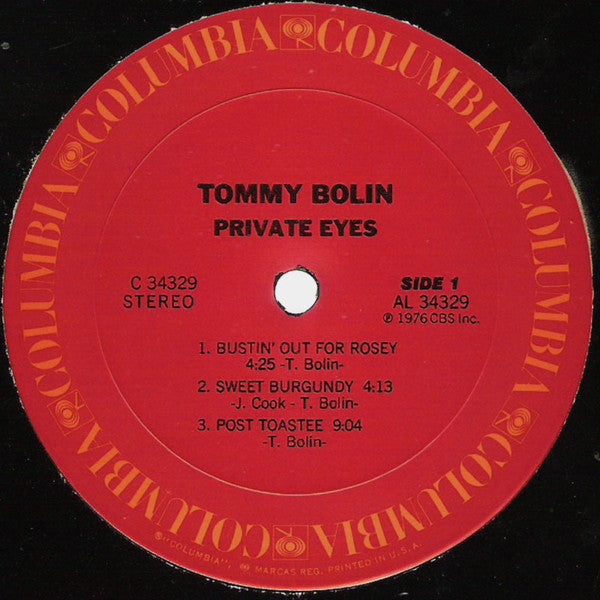 COLUMBIA COLUMBIA COLUMBIA COLUMBIA COLUMBIA COLUMBIA COLUMBIA COLUMBIA
TOMMY BOLIN
PRIVATE EYES
C 34329
STEREO
SIDE 1
AL 34329
℗ 1976 CBS Inc.
1. BUSTIN' OUT FOR ROSEY
4:25 -T. Bolin-
2. SWEET BURGUNDY 4:13
-J. Cook - T. Bolin-
3. POST TOASTEE 9:04
-T. Bolin-
® "COLUMBIA", MARCAS REG. PRINTED IN U.S.A.